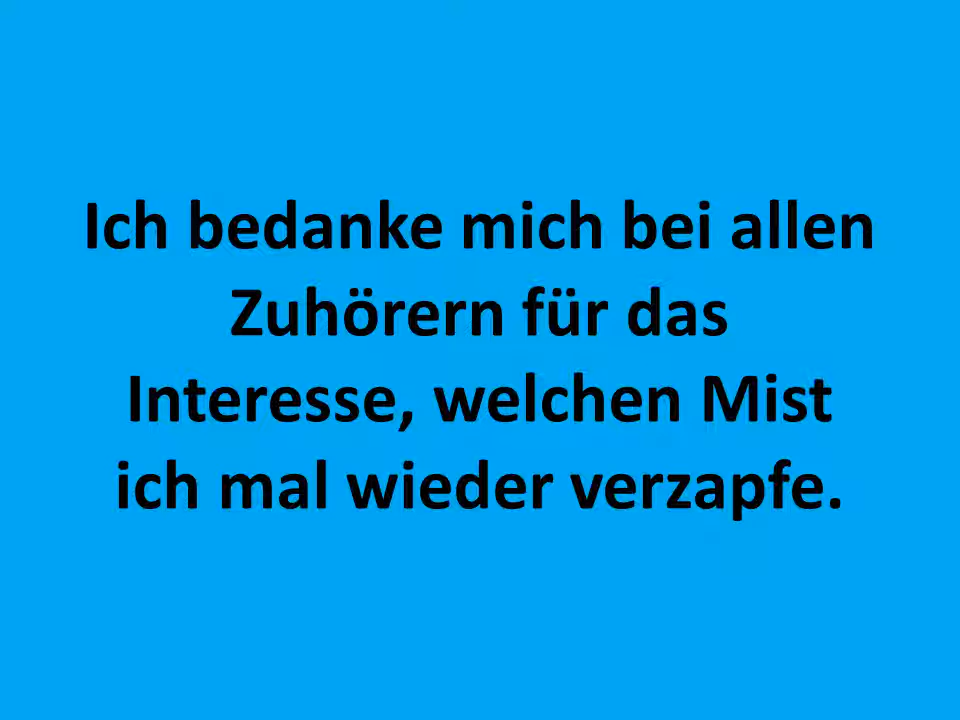 Ich bedanke mich bei allen
Zuhörern für das
Interesse, welchen Mist
ich mal wieder verzapfe.